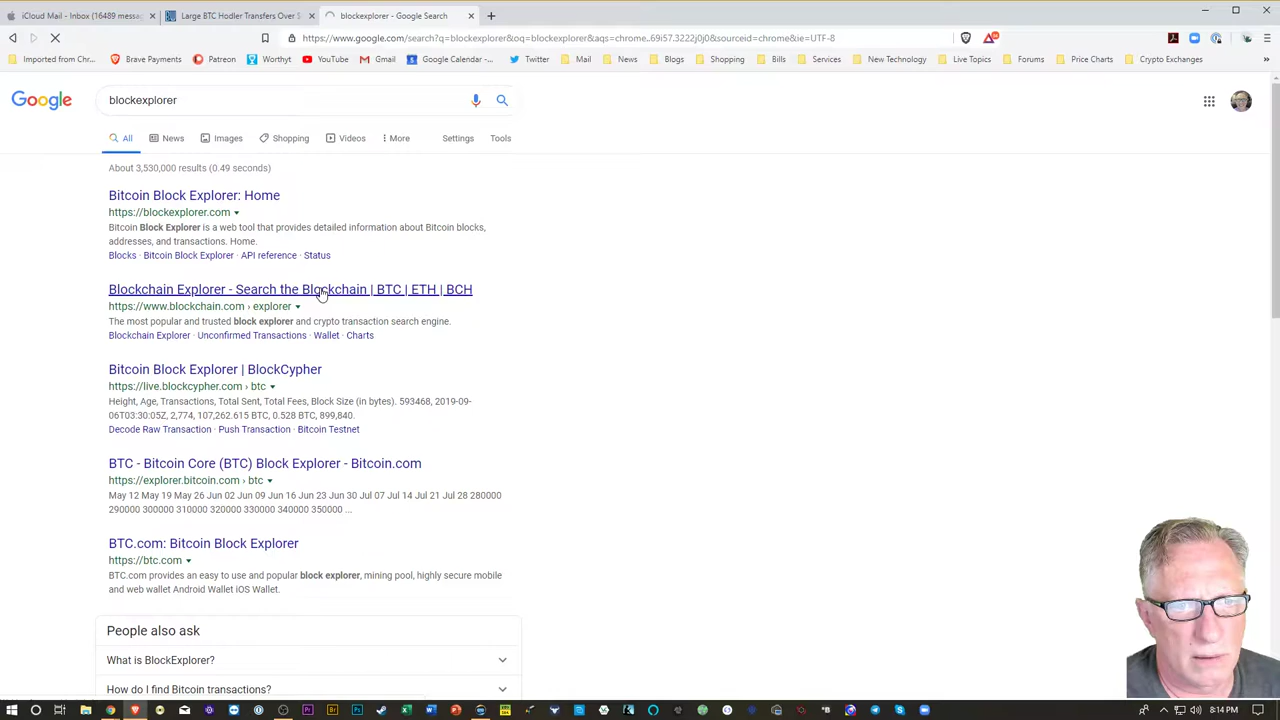 iCloud Mail - Inbox (16489 messag
Large BTC Hodler Transfers Over $
blockexplorer - Google Search
https://www.google.com/search?q=blockexplorer&oq=blockexplorer&aqs=chrome..69i57.3222j0j0&sourceid=chrome&ie=UTF-8
Imported from Chr... Brave Payments Patreon Worthyt YouTube Gmail Google Calendar -... Twitter Mail News Blogs Shopping Bills Services New Technology Live Topics Forums Price Charts Crypto Exchanges
Google
blockexplorer
All News Images Shopping Videos More Settings Tools
About 3,530,000 results (0.49 seconds)
Bitcoin Block Explorer: Home
https://blockexplorer.com
Bitcoin Block Explorer is a web tool that provides detailed information about Bitcoin blocks,
addresses, and transactions. Home.
Blocks · Bitcoin Block Explorer · API reference · Status
Blockchain Explorer - Search the Blockchain | BTC | ETH | BCH
https://www.blockchain.com › explorer
The most popular and trusted block explorer and crypto transaction search engine.
Blockchain Explorer · Unconfirmed Transactions · Wallet · Charts
Bitcoin Block Explorer | BlockCypher
https://live.blockcypher.com › btc
Height, Age, Transactions, Total Sent, Total Fees, Block Size (in bytes). 593468, 2019-09-
06T03:30:05Z, 2,774, 107,262.615 BTC, 0.528 BTC, 899,840.
Decode Raw Transaction · Push Transaction · Bitcoin Testnet
BTC - Bitcoin Core (BTC) Block Explorer - Bitcoin.com
https://explorer.bitcoin.com › btc
May 12 May 19 May 26 Jun 02 Jun 09 Jun 16 Jun 23 Jun 30 Jul 07 Jul 14 Jul 21 Jul 28 280000
290000 300000 310000 320000 330000 340000 350000 ...
BTC.com: Bitcoin Block Explorer
https://btc.com
BTC.com provides an easy to use and popular block explorer, mining pool, highly secure mobile
and web wallet Android Wallet iOS Wallet.
People also ask
What is BlockExplorer?
How do I find Bitcoin transactions?
8:14 PM